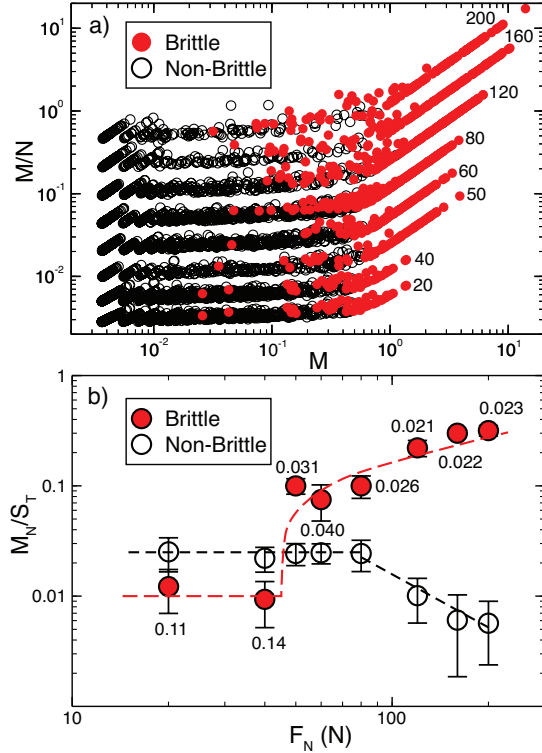 a)
Brittle
Non-Brittle
200
160
120
80
60
50
40
20
M/N
10^1
10^0
10^-1
10^-2
10^-2
10^-1
10^0
10^1
M
b)
Brittle
Non-Brittle
0.023
0.021
0.022
0.031
0.026
0.040
0.11
0.14
M_N/S_T
1
0.1
0.01
10
100
F_N (N)